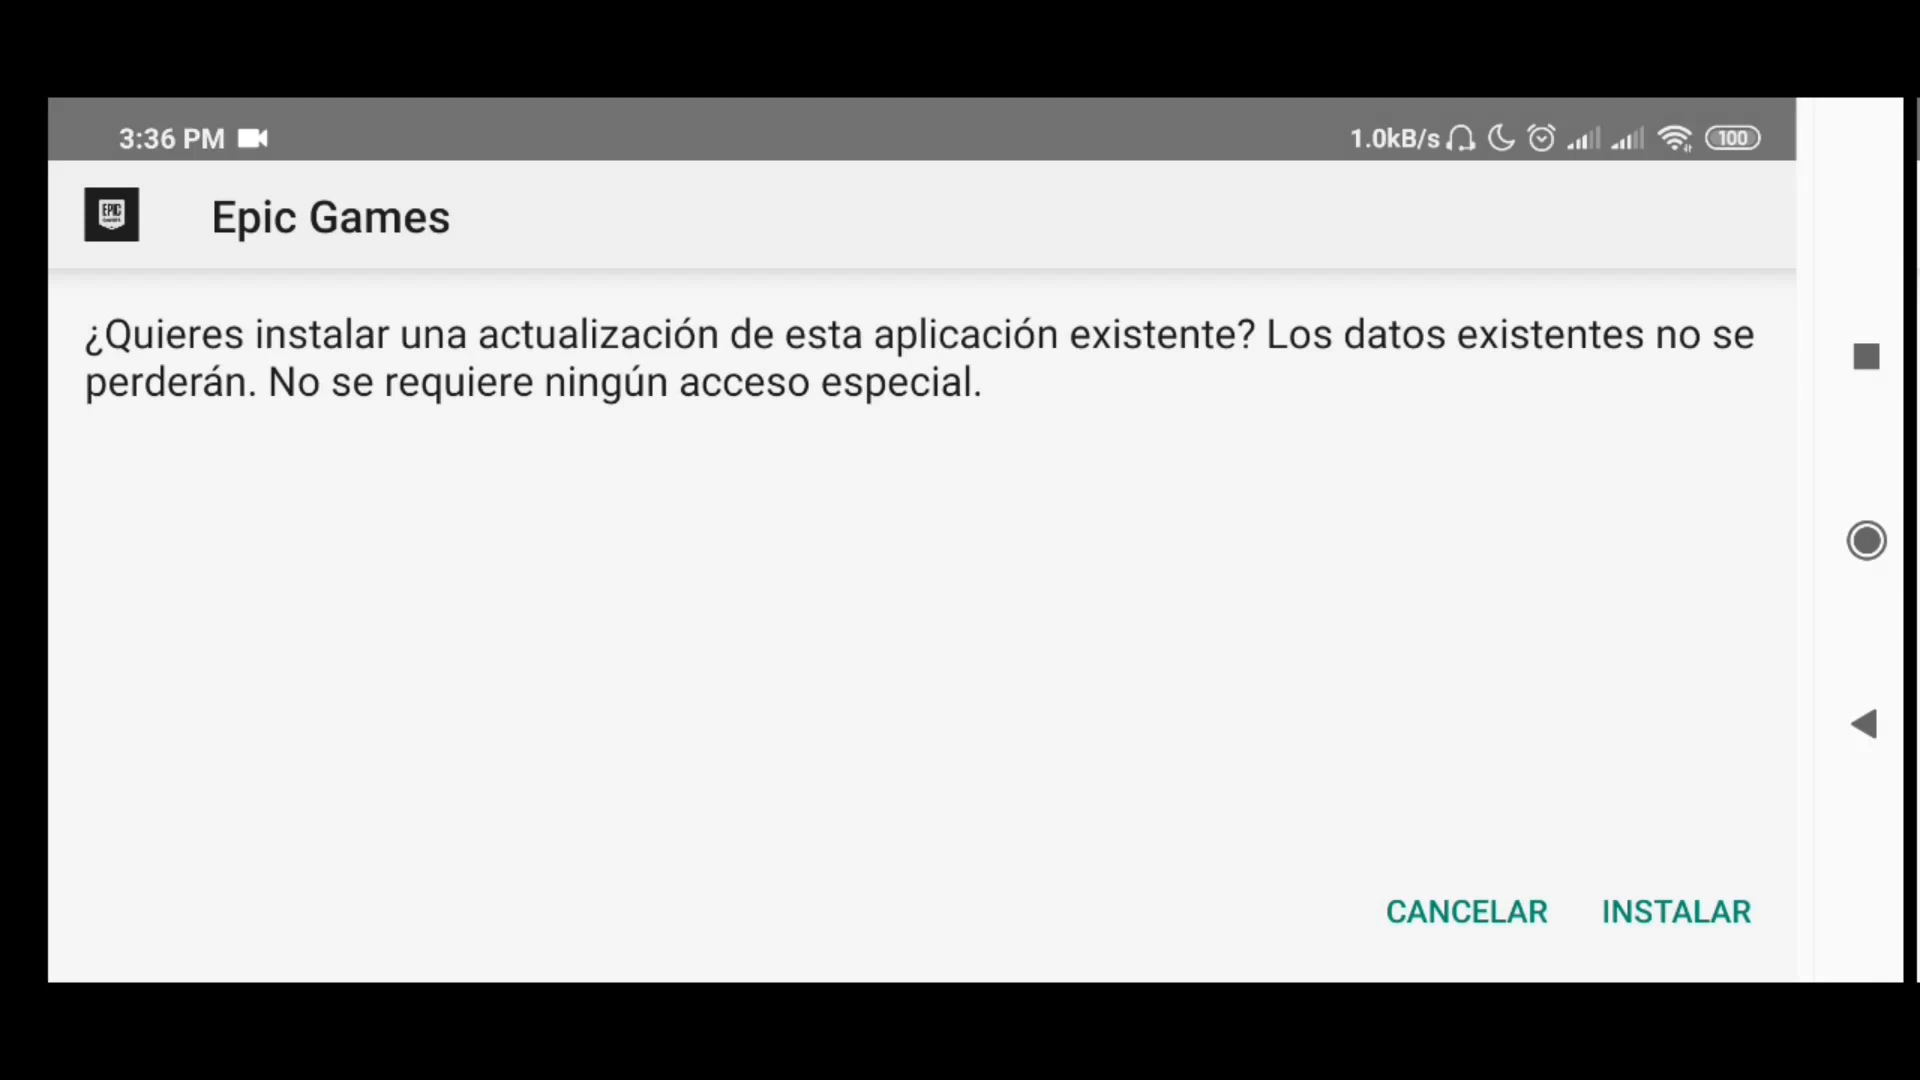 3:36 PM
1.0kB/s
100
EPIC
Epic Games
¿Quieres instalar una actualización de esta aplicación existente? Los datos existentes no se
perderán. No se requiere ningún acceso especial.
CANCELAR
INSTALAR